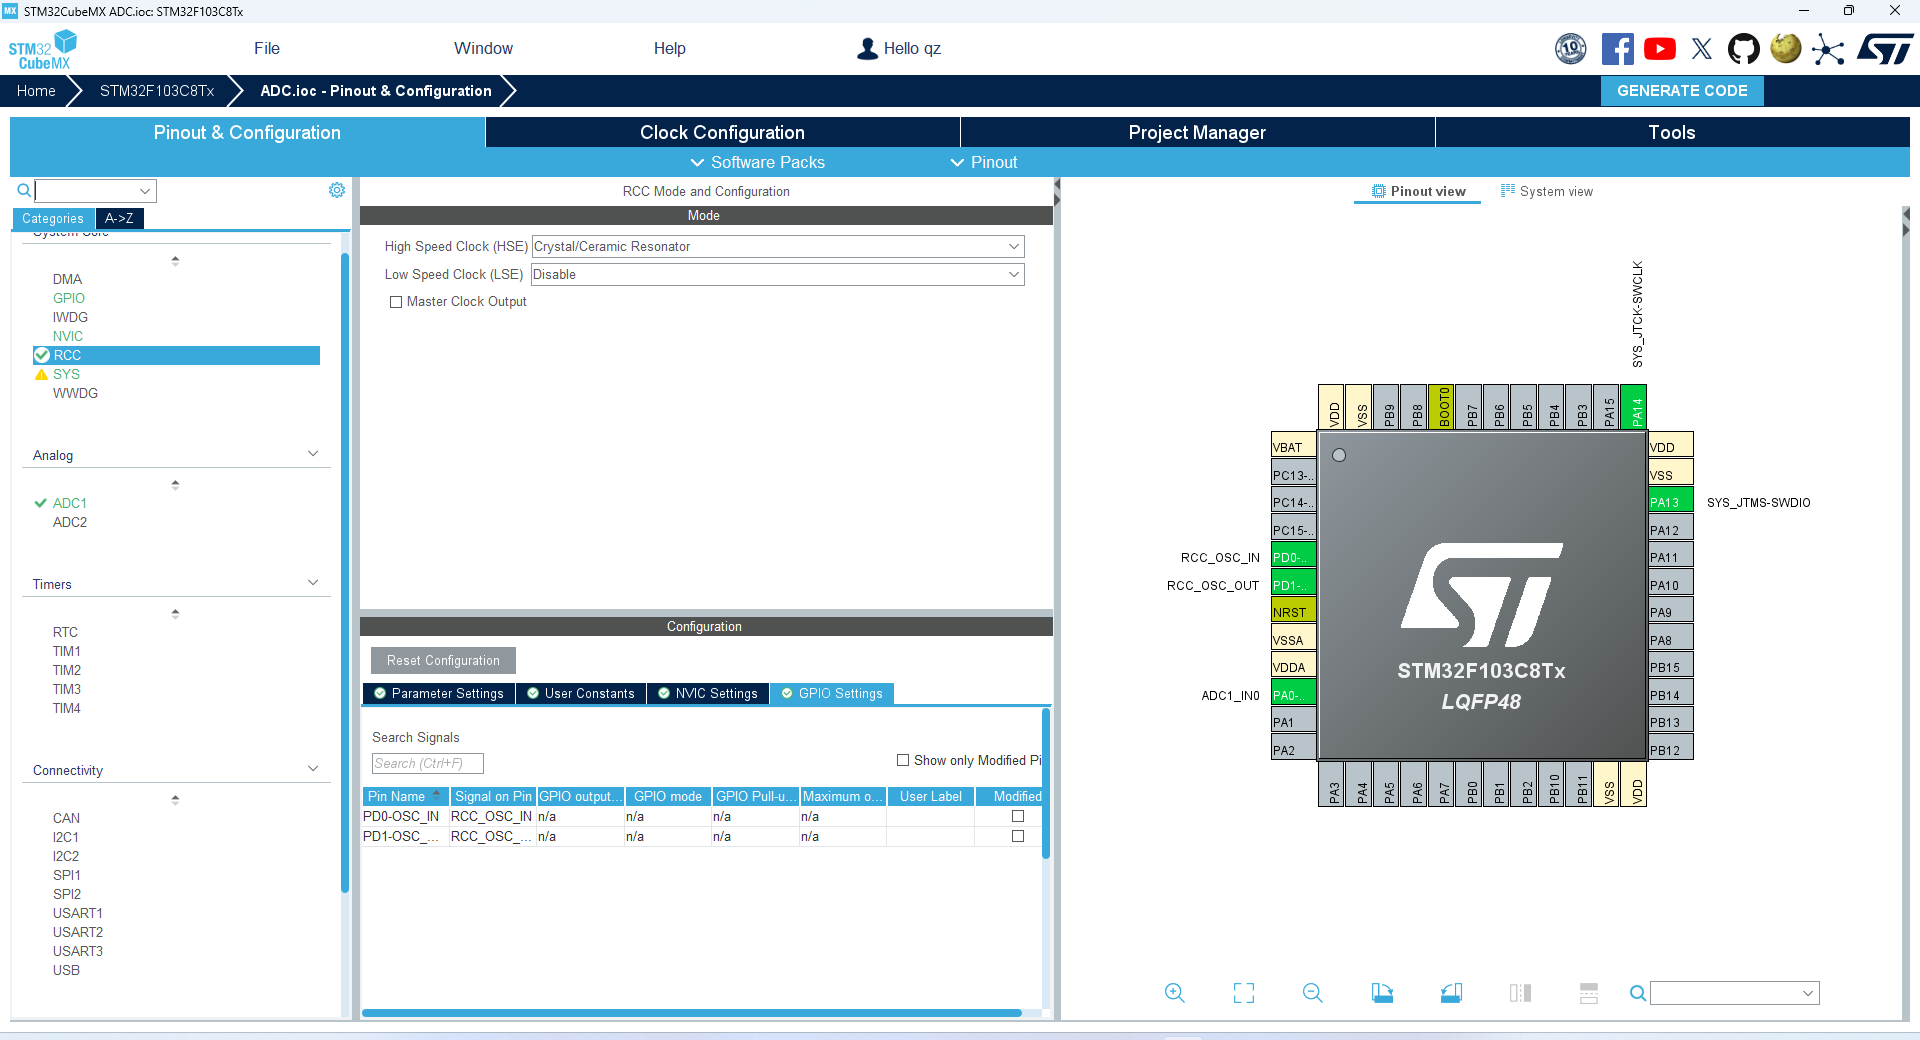 STM32CubeMX ADC.ioc: STM32F103C8Tx
STM32
CubeMX
File
Window
Help
Hello qz
10
ST
Home
STM32F103C8Tx
ADC.ioc - Pinout & Configuration
GENERATE CODE
Pinout & Configuration
Clock Configuration
Project Manager
Tools
Software Packs
Pinout
Categories
A->Z
System Core
DMA
GPIO
IWDG
NVIC
RCC
SYS
WWDG
Analog
ADC1
ADC2
Timers
RTC
TIM1
TIM2
TIM3
TIM4
Connectivity
CAN
I2C1
I2C2
SPI1
SPI2
USART1
USART2
USART3
USB
RCC Mode and Configuration
Mode
High Speed Clock (HSE) Crystal/Ceramic Resonator
Low Speed Clock (LSE) Disable
Master Clock Output
Configuration
Reset Configuration
Parameter Settings
User Constants
NVIC Settings
GPIO Settings
Search Signals
Search (Ctrl+F)
Show only Modified Pi
Pin Name Signal on Pin GPIO output... GPIO mode GPIO Pull-u... Maximum o... User Label Modified
PD0-OSC_IN RCC_OSC_IN n/a n/a n/a n/a
PD1-OSC_... RCC_OSC_... n/a n/a n/a n/a
Pinout view
System view
SYS_JTCK-SWCLK
VDD
VSS
PB9
PB8
BOOT0
PB7
PB6
PB5
PB4
PB3
PA15
PA14
VBAT
PC13-..
PC14-..
PC15-..
RCC_OSC_IN PD0-..
RCC_OSC_OUT PD1-..
NRST
VSSA
VDDA
ADC1_IN0 PA0-..
PA1
PA2
STM32F103C8Tx
LQFP48
VDD
VSS
PA13 SYS_JTMS-SWDIO
PA12
PA11
PA10
PA9
PA8
PB15
PB14
PB13
PB12
PA3
PA4
PA5
PA6
PA7
PB0
PB1
PB2
PB10
PB11
VSS
VDD